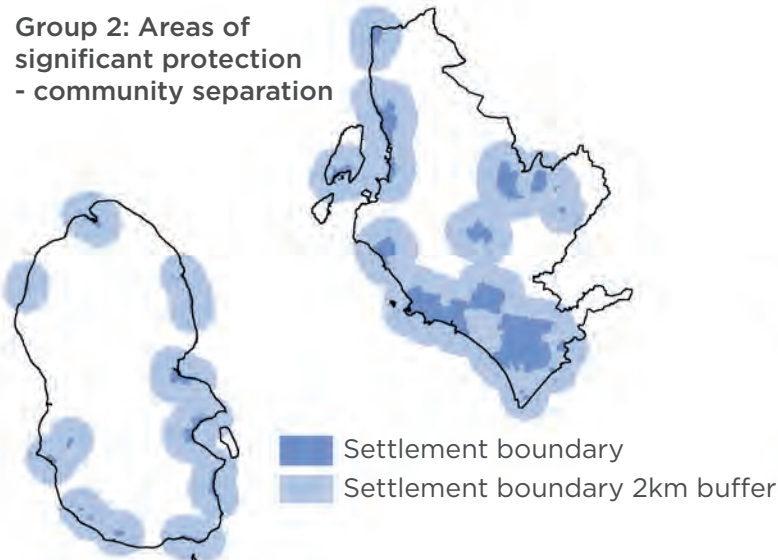 Group 2: Areas of
significant protection
- community separation
Settlement boundary
Settlement boundary 2km buffer